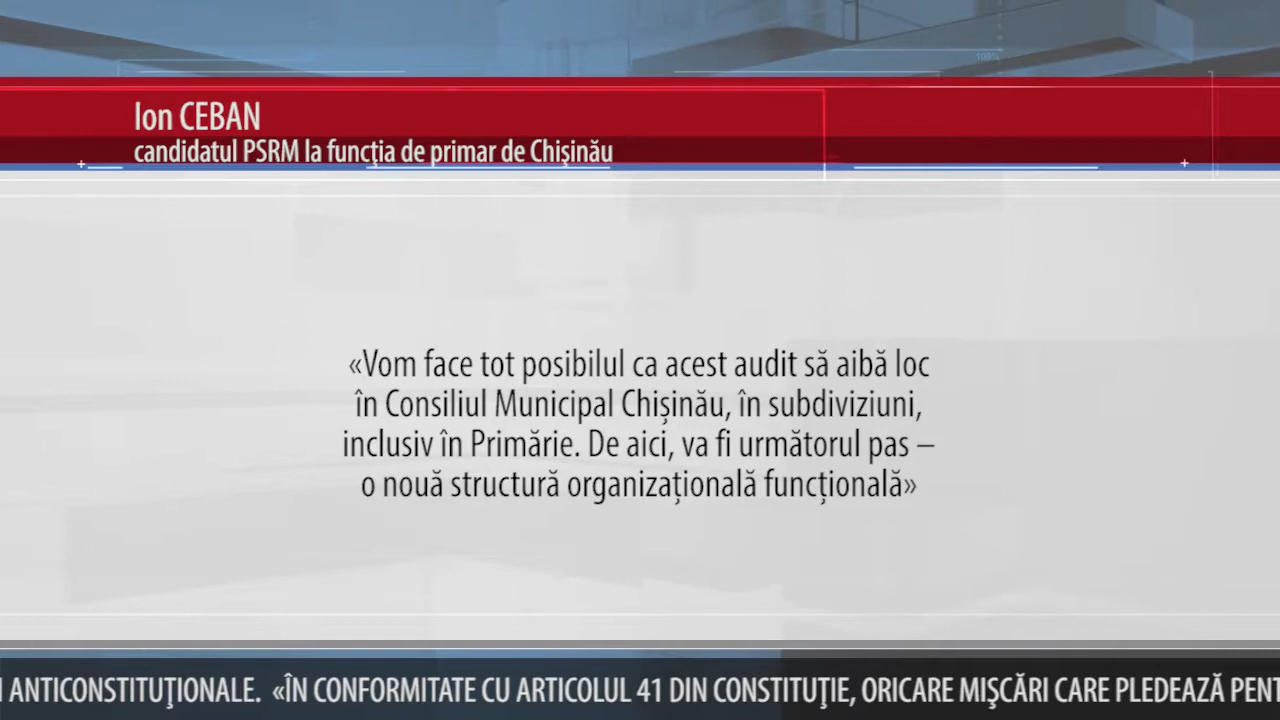 Ion CEBAN
candidatul PSRM la funcţia de primar de Chişinău
«Vom face tot posibilul ca acest audit să aibă loc
în Consiliul Municipal Chișinău, în subdiviziuni,
inclusiv în Primărie. De aici, va fi următorul pas –
o nouă structură organizațională funcțională»
ANTICONSTITUŢIONALE. «ÎN CONFORMITATE CU ARTICOLUL 41 DIN CONSTITUŢIE, ORICARE MIŞCĂRI CARE PLEDEAZĂ